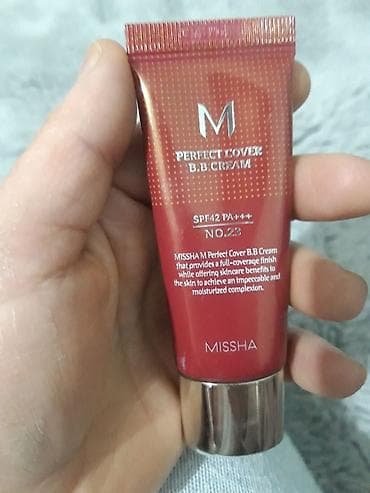 M
PERFECT COVER
B.B CREAM
SPF42 PA+++
NO.23
MISSHA M Perfect Cover B.B Cream
that provides a full-coverage finish
while offering skincare benefits to
the skin to achieve an impeccable and
moisturized complexion.
MISSHA